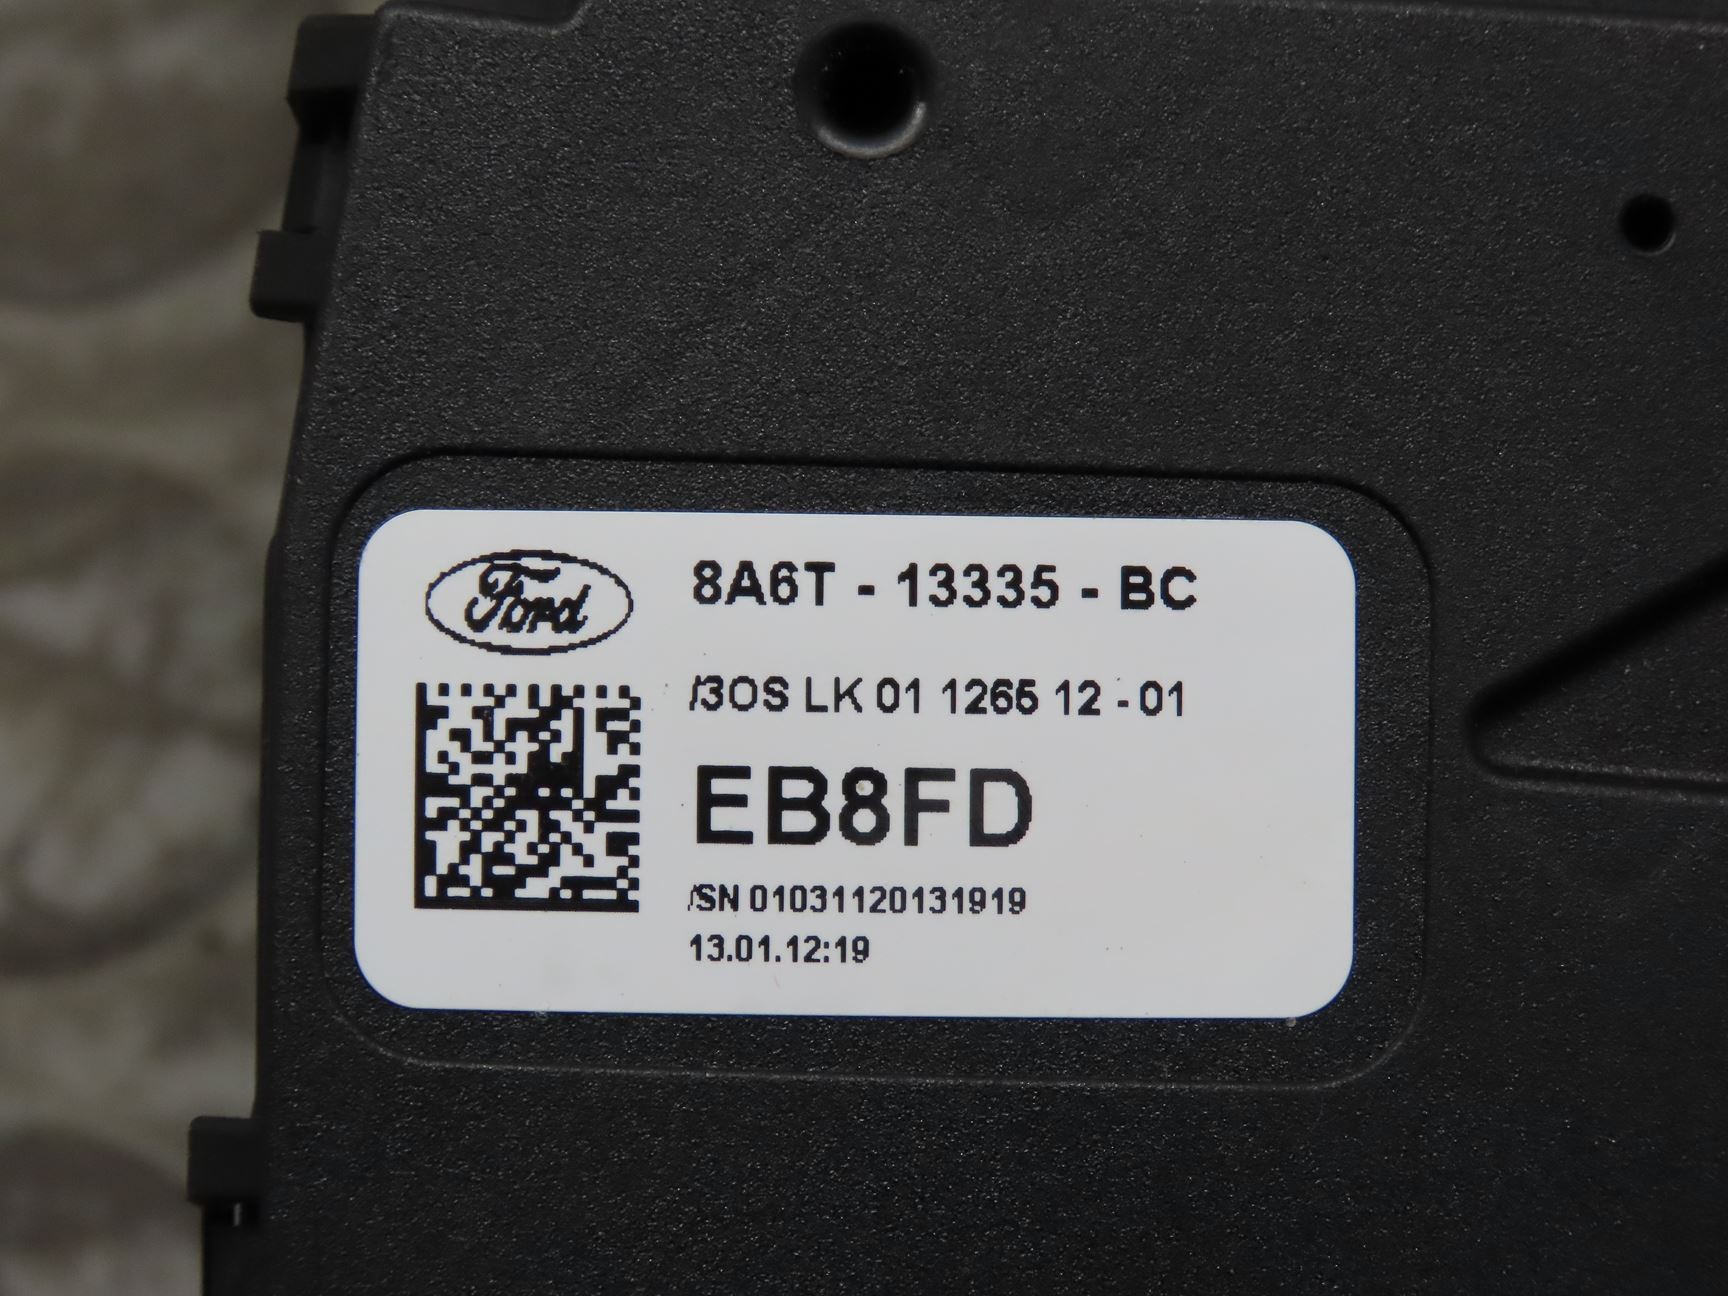 Ford
8A6T - 13335 - BC
/3OS LK 01 1265 12 - 01
EB8FD
/SN 01031120131919
13.01.12:19